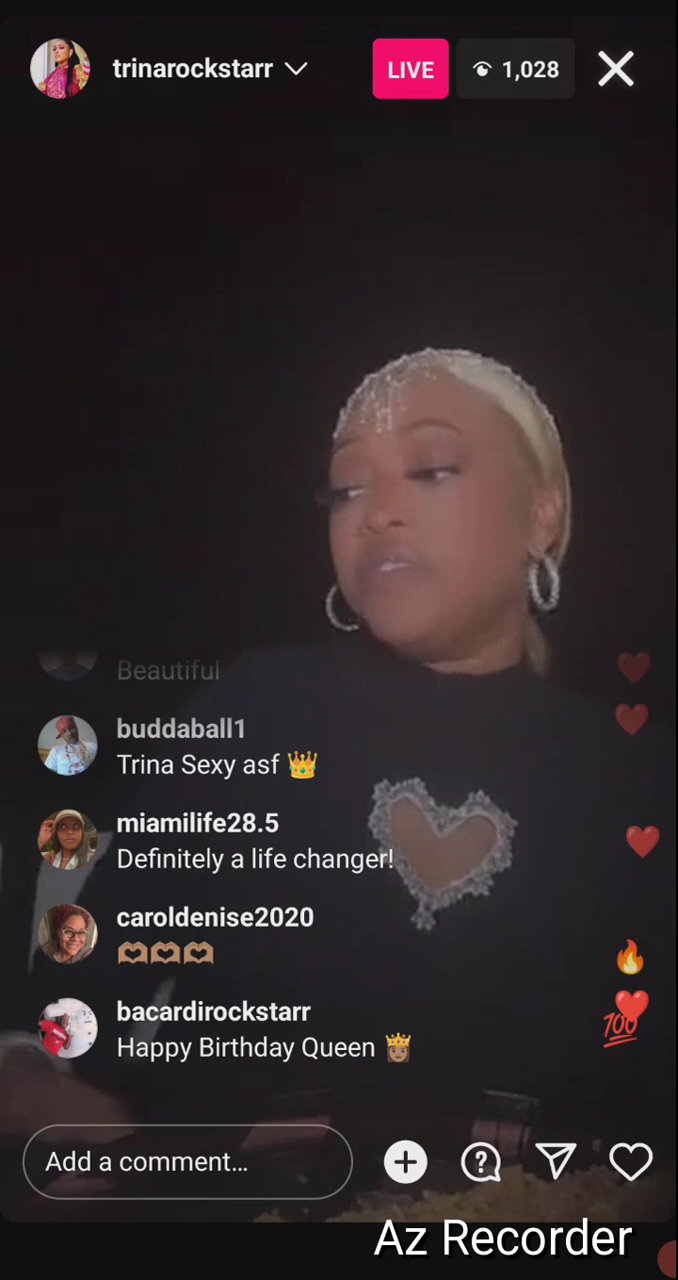 trinarockstarr
LIVE
1,028
Beautiful
buddaball1
Trina Sexy asf 👑
miamilife28.5
Definitely a life changer!
caroldenise2020
🫶🏽🫶🏽🫶🏽
bacardirockstarr
Happy Birthday Queen 👸🏽
💯
Add a comment...
Az Recorder